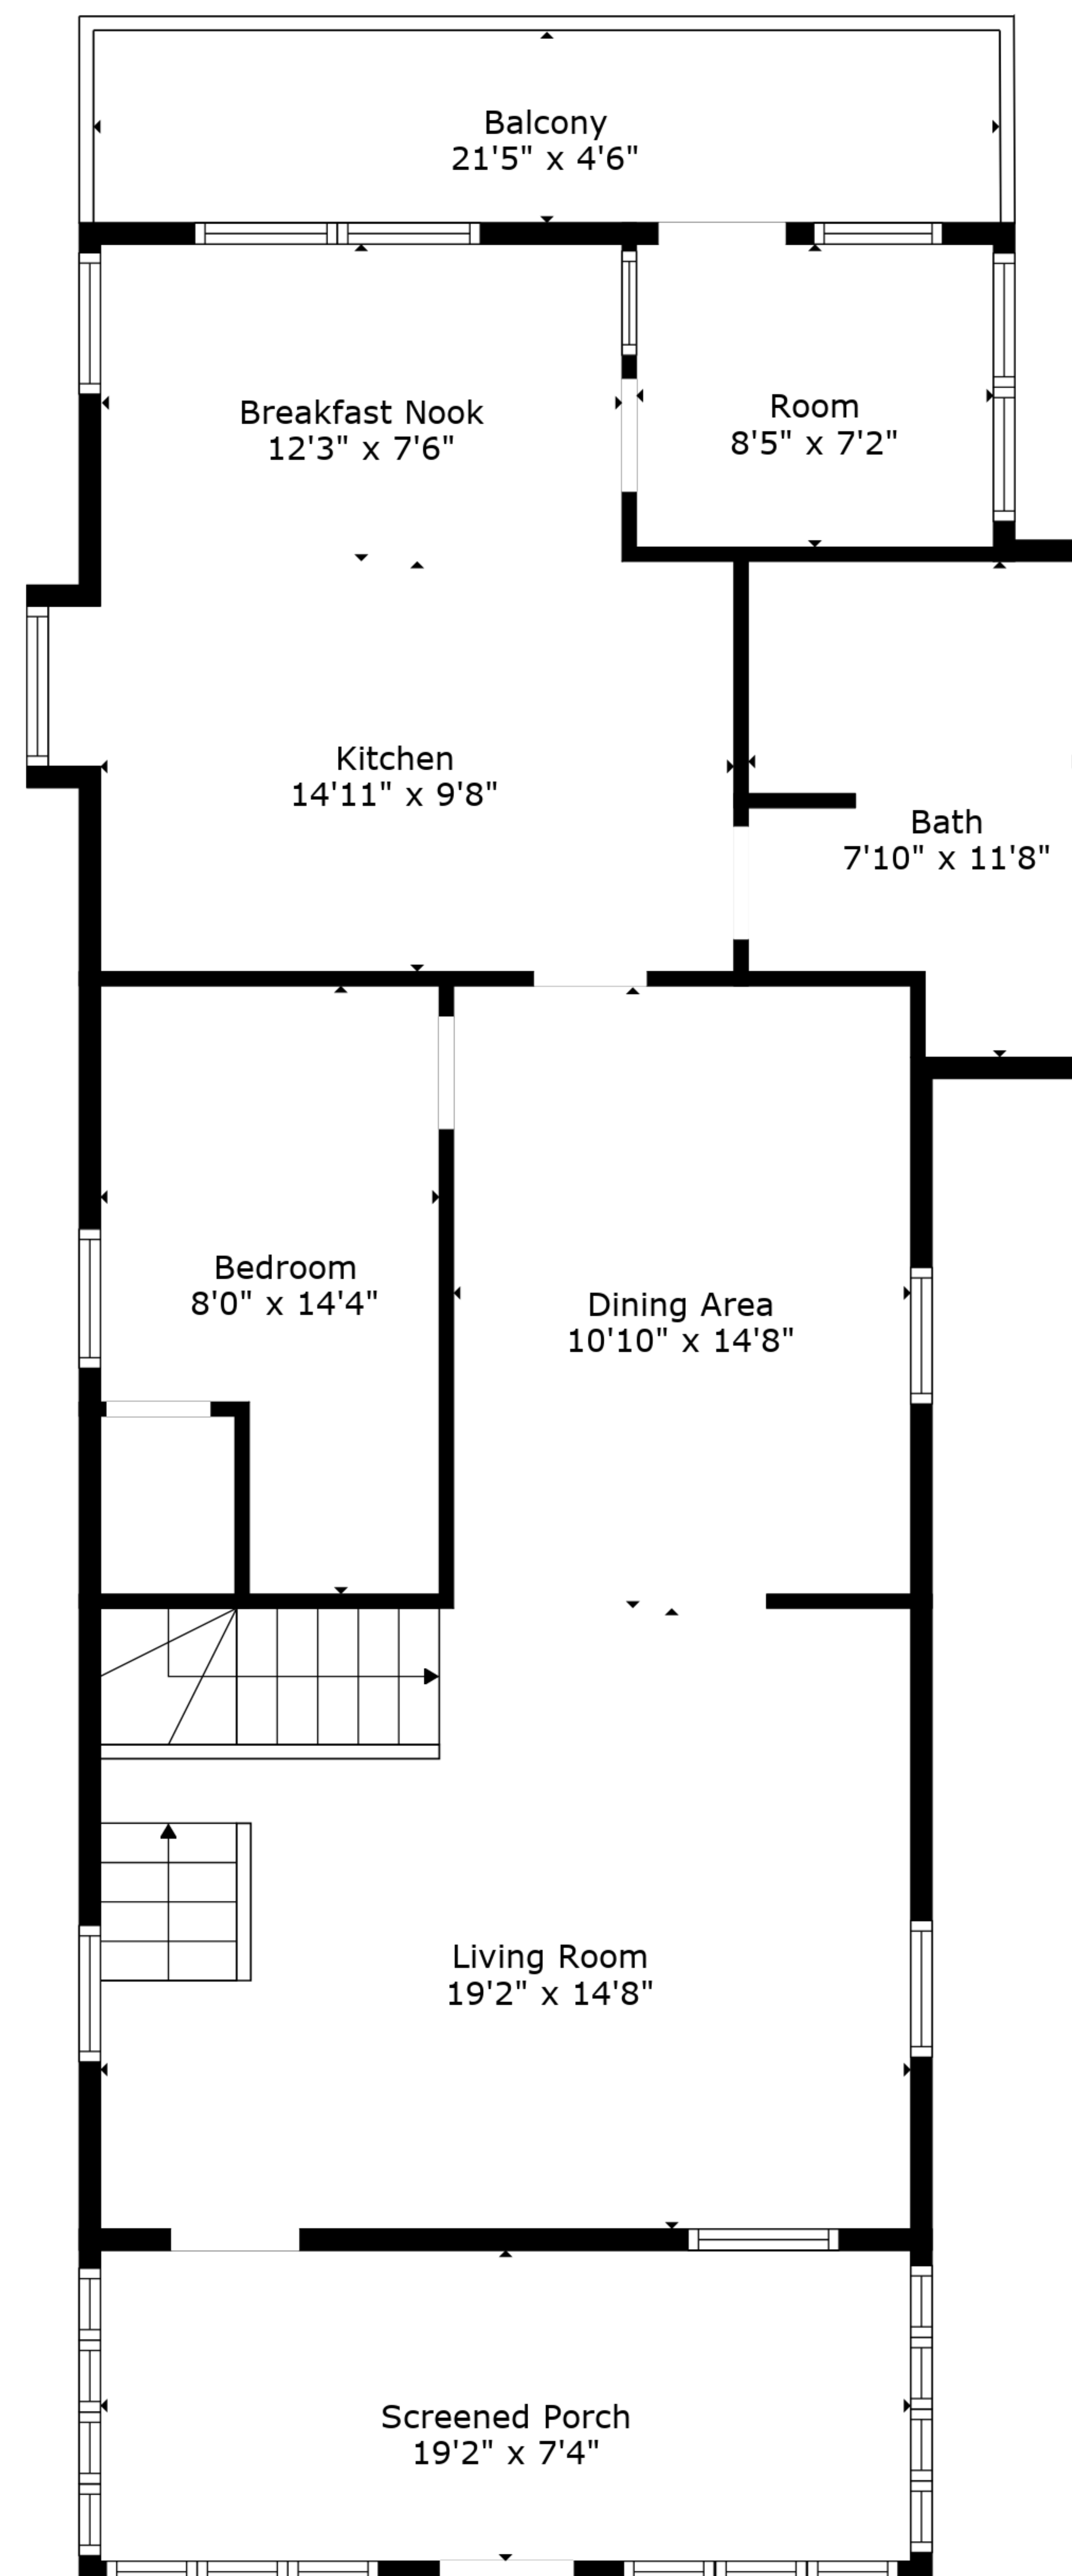 Balcony
21'5" x 4'6"
Breakfast Nook
12'3" x 7'6"
Room
8'5" x 7'2"
Kitchen
14'11" x 9'8"
Bath
7'10" x 11'8"
Bedroom
8'0" x 14'4"
Dining Area
10'10" x 14'8"
Living Room
19'2" x 14'8"
Screened Porch
19'2" x 7'4"